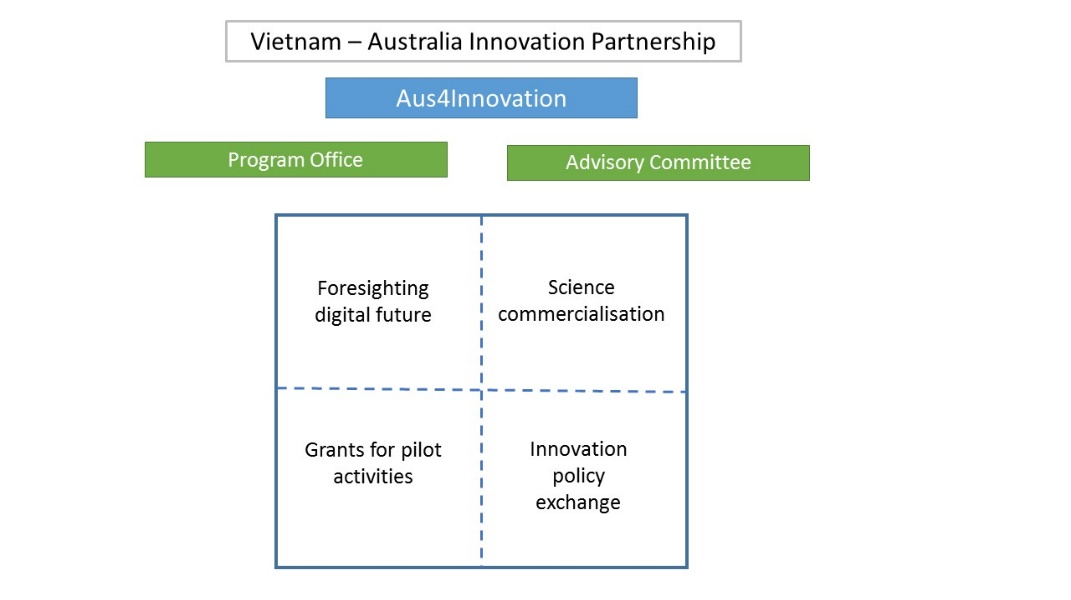 Vietnam – Australia Innovation Partnership
Aus4Innovation
Program Office
Advisory Committee
Foresighting
digital future
Science
commercialisation
Grants for pilot
activities
Innovation
policy
exchange